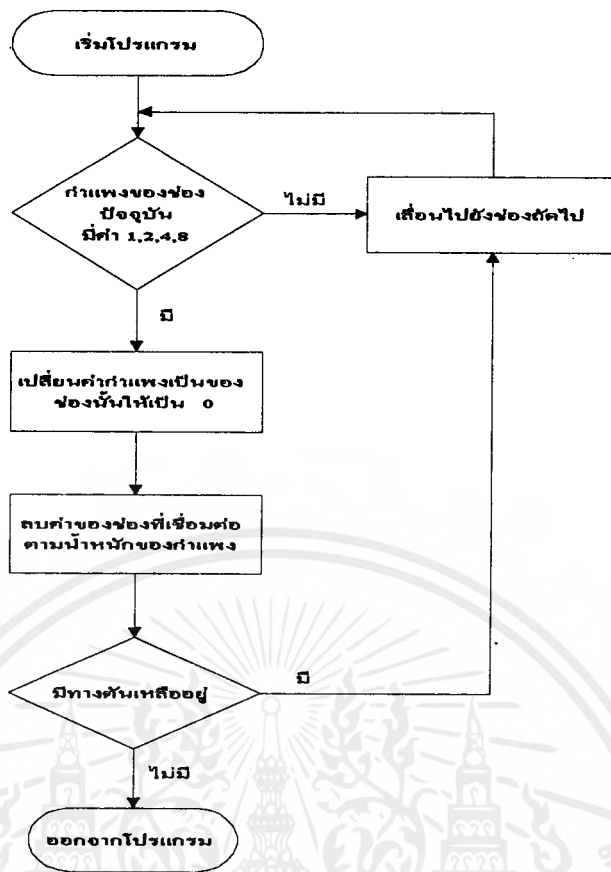 เริ่มโปรแกรม
กำแพงของช่อง
ปัจจุบัน
มีค่า 1,2,4,8
ไม่มี
เลื่อนไปยังช่องถัดไป
มี
เปลี่ยนค่ากำแพงเป็นของ
ช่องนั้นให้เป็น 0
ลบค่าของช่องที่เชื่อมต่อ
ตามน้ำหนักของกำแพง
มีทางตันเหลืออยู่
มี
ไม่มี
ออกจากโปรแกรม